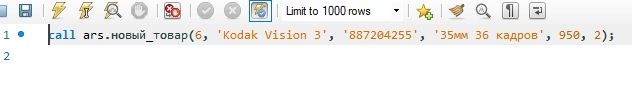 Limit to 1000 rows
1 call ars.новый_товар(6, 'Kodak Vision 3', '887204255', '35мм 36 кадров', 950, 2);
2